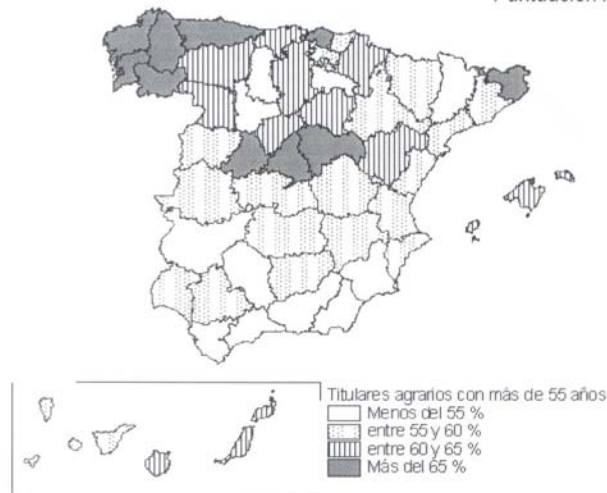 Titulares agrarios con más de 55 años
Menos del 55 %
entre 55 y 60 %
entre 60 y 65 %
Más del 65 %